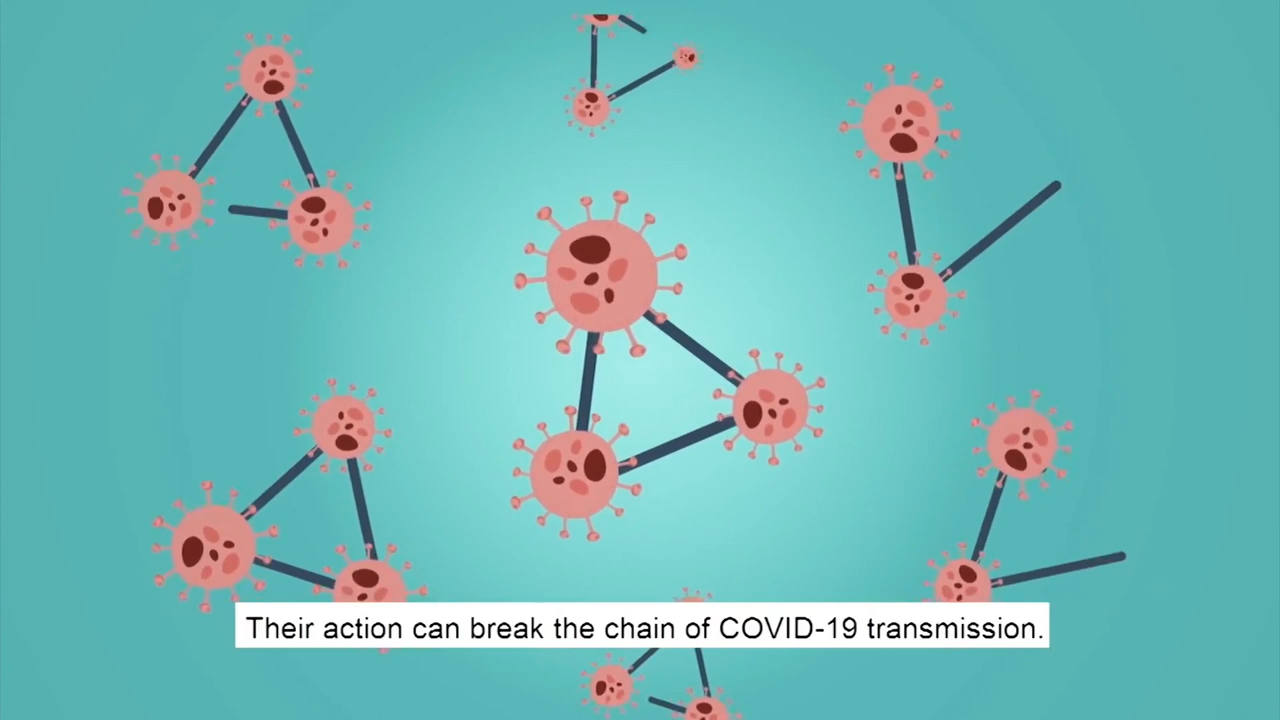 Their action can break the chain of COVID-19 transmission.